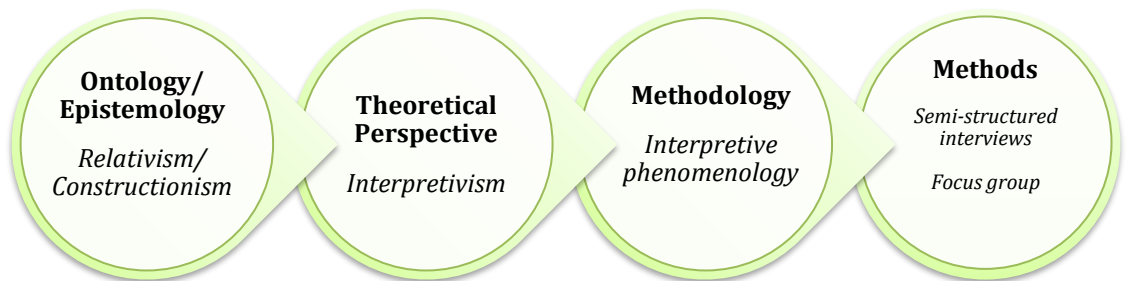 Ontology/
Epistemology
Relativism/
Constructionism
Theoretical
Perspective
Interpretivism
Methodology
Interpretive
phenomenology
Methods
Semi-structured
interviews
Focus group